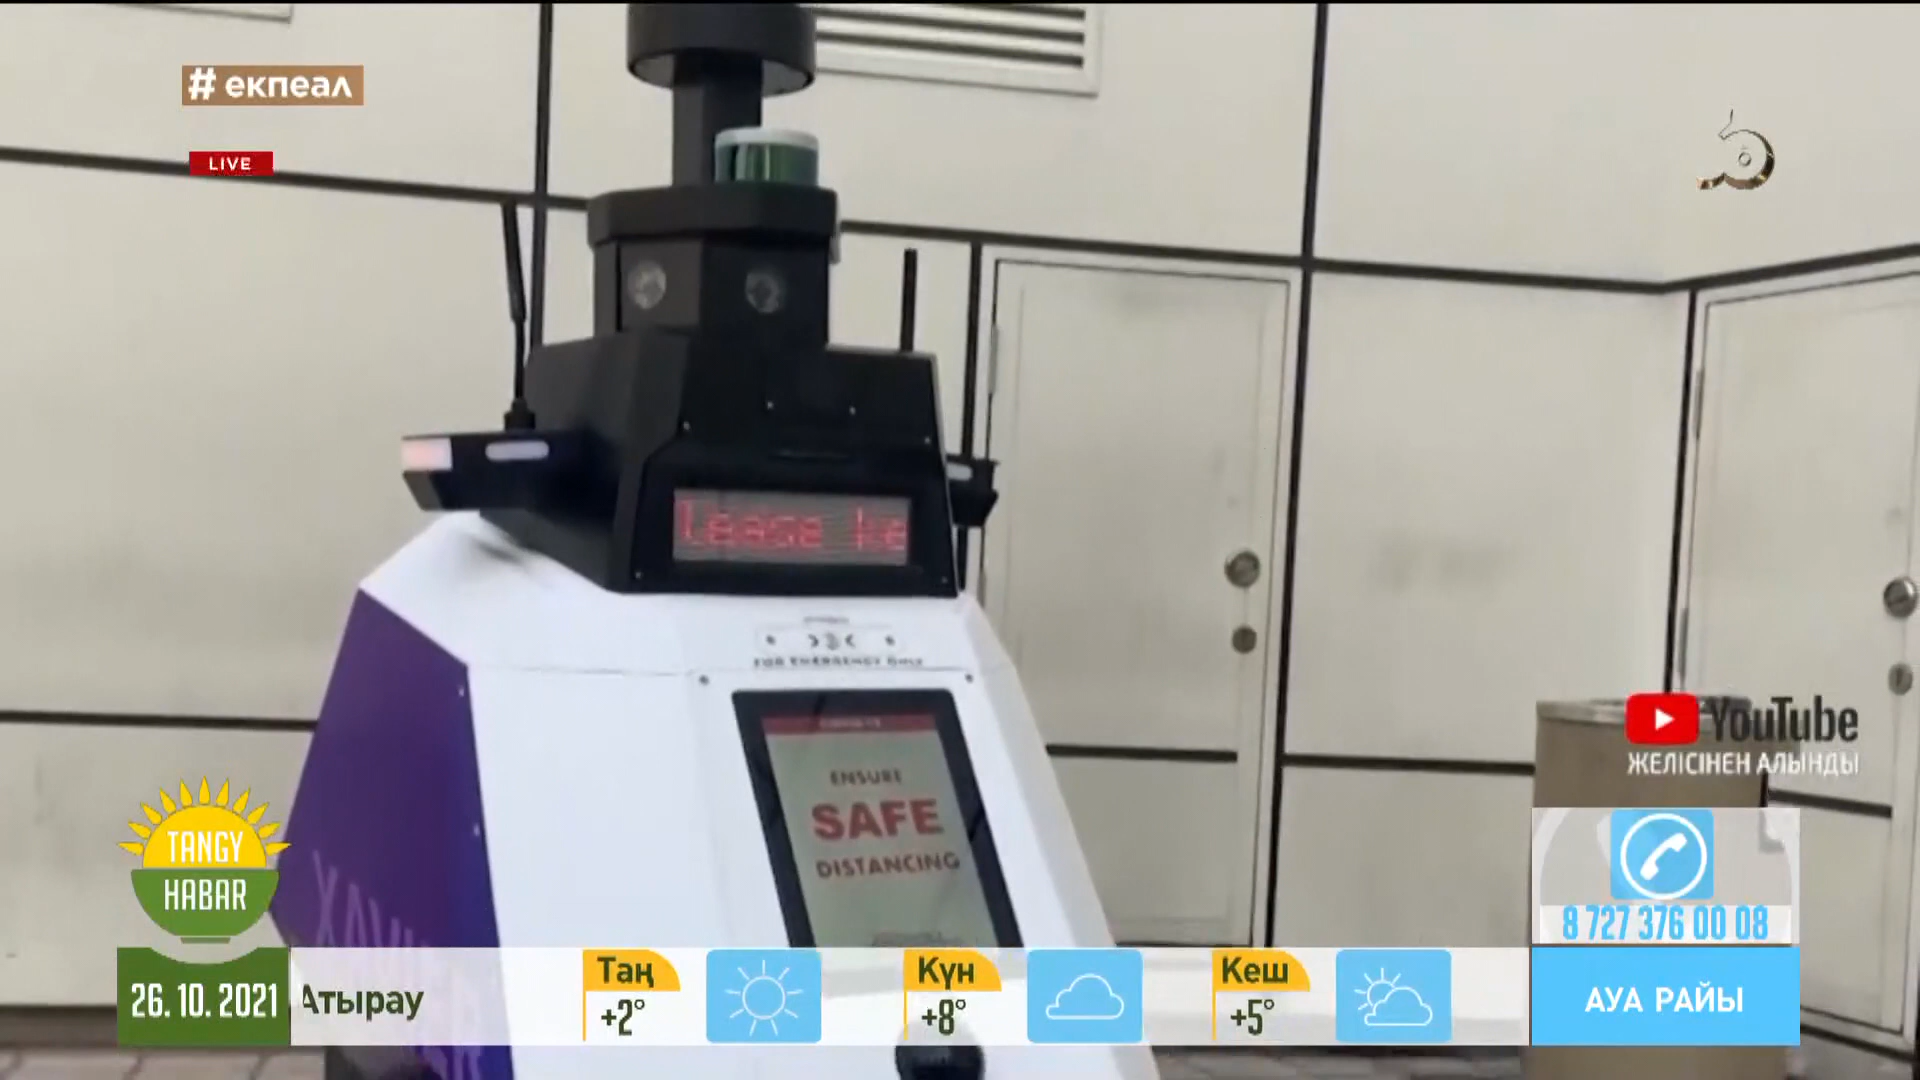 # екпеал
LIVE
lease ke
FOR EMERGENCY ONLY
ENSURE
SAFE
DISTANCING
YouTube
ЖЕЛІСІНЕН АЛЫНДЫ
TANGY
HABAR
8 727 376 00 08
26. 10. 2021
Атырау
Таң
+2°
Күн
+8°
Кеш
+5°
АУА РАЙЫ